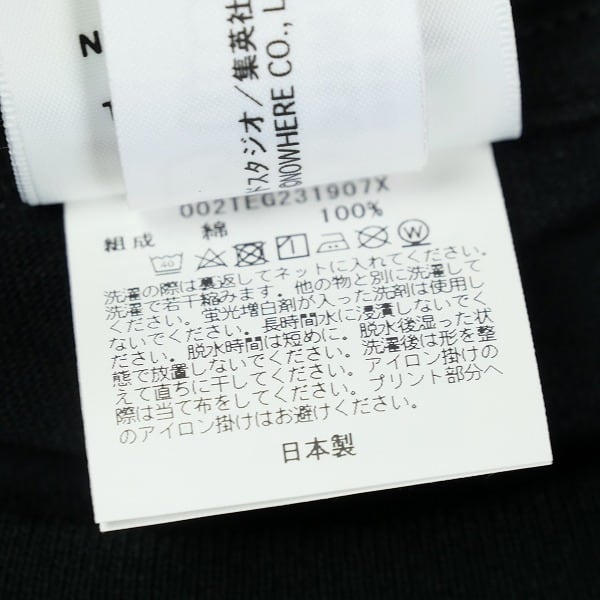 ドスタジオ／集英社
©NOWHERE CO., L
002TEG231907X
組成 綿 100%
40
W
洗濯の際は裏返してネットに入れてください。
洗濯で若干縮みます。他の物と別に洗濯して
ください。蛍光増白剤が入った洗剤は使用し
ないでください。長時間水に浸漬しないでく
ださい。脱水時間は短めに。脱水後湿った状
態で放置しないでください。洗濯後は形を整
えて直ちに干してください。アイロン掛けの
際は当て布をしてください。プリント部分へ
のアイロン掛けはお避けください。
日本製